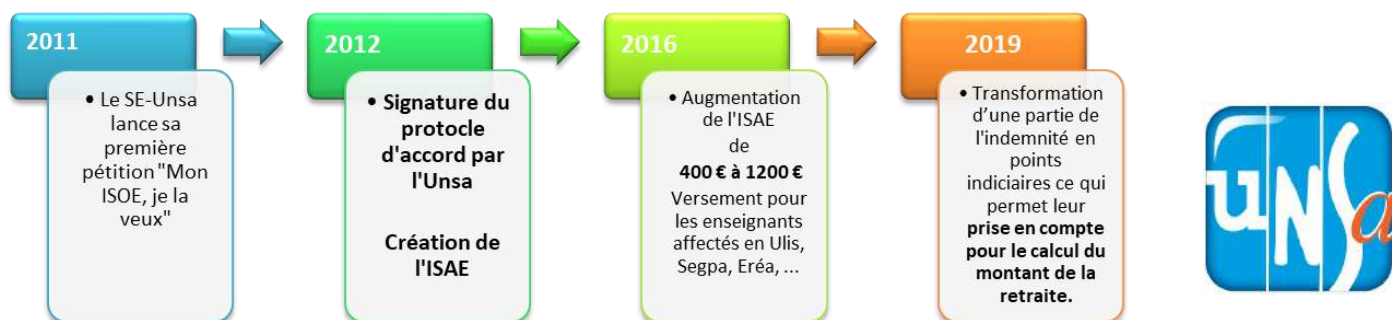 2011
• Le SE-Unsa
lance sa
première
pétition "Mon
ISOE, je la
veux"
2012
• Signature du
protocle
d'accord par
l'Unsa
Création de
l'ISAE
2016
• Augmentation
de l'ISAE
de
400 € à 1200 €
Versement pour
les enseignants
affectés en Ulis,
Segpa, Eréa, ...
2019
• Transformation
d'une partie de
l'indemnité en
points
indiciaires ce qui
permet leur
prise en compte
pour le calcul du
montant de la
retraite.
UNSa